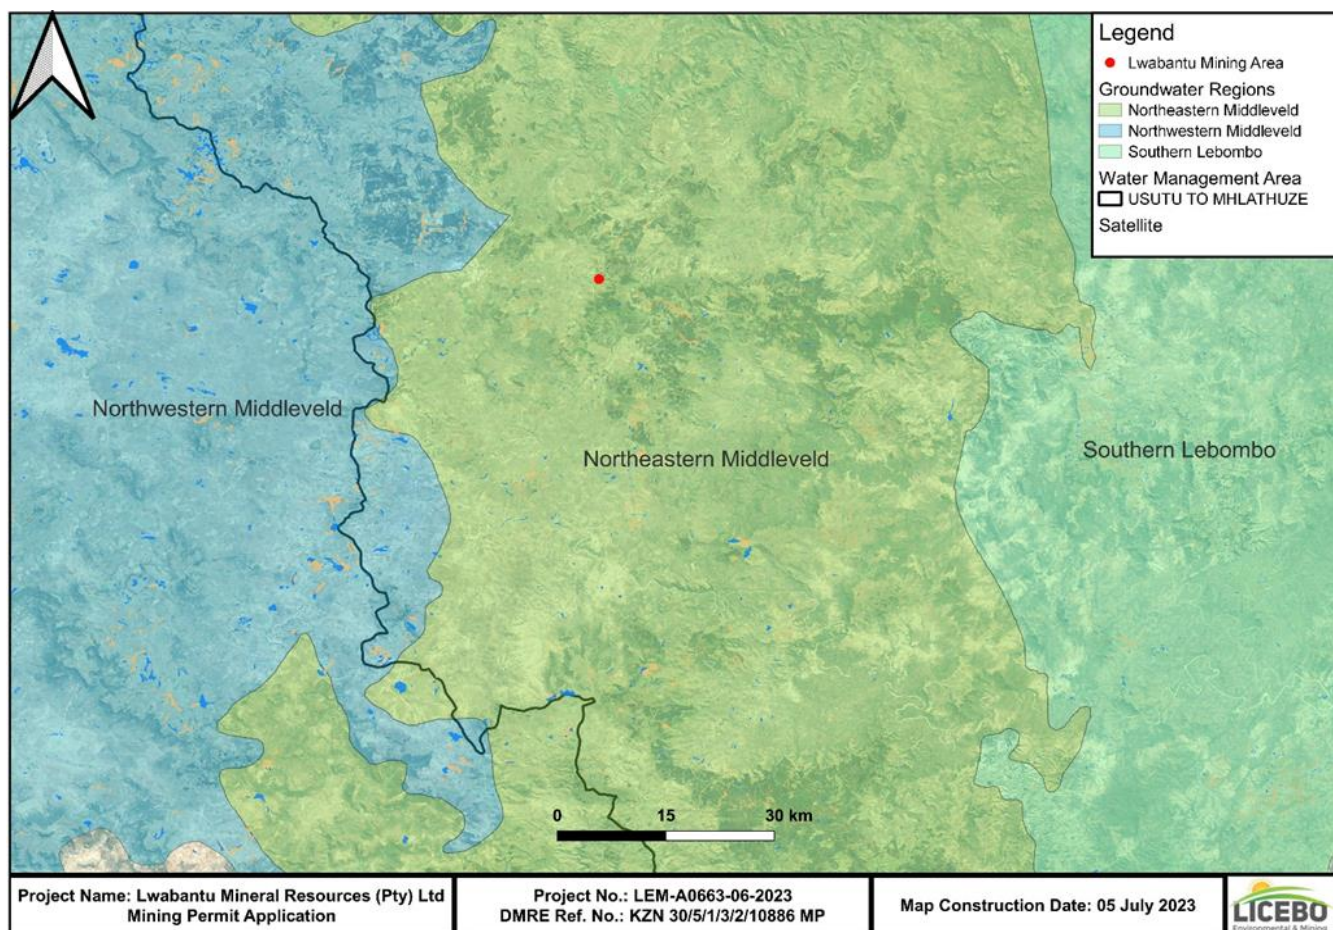 Legend
Lwabantu Mining Area
Groundwater Regions
Northeastern Middleveld
Northwestern Middleveld
Southern Lebombo
Water Management Area
USUTU TO MHLATHUZE
Satellite
Northwestern Middleveld
Northeastern Middleveld
Southern Lebombo
0 15 30 km
Project Name: Lwabantu Mineral Resources (Pty) Ltd
Mining Permit Application
Project No.: LEM-A0663-06-2023
DMRE Ref. No.: KZN 30/5/1/3/2/10886 MP
Map Construction Date: 05 July 2023
LICEBO
Environmental & Mining